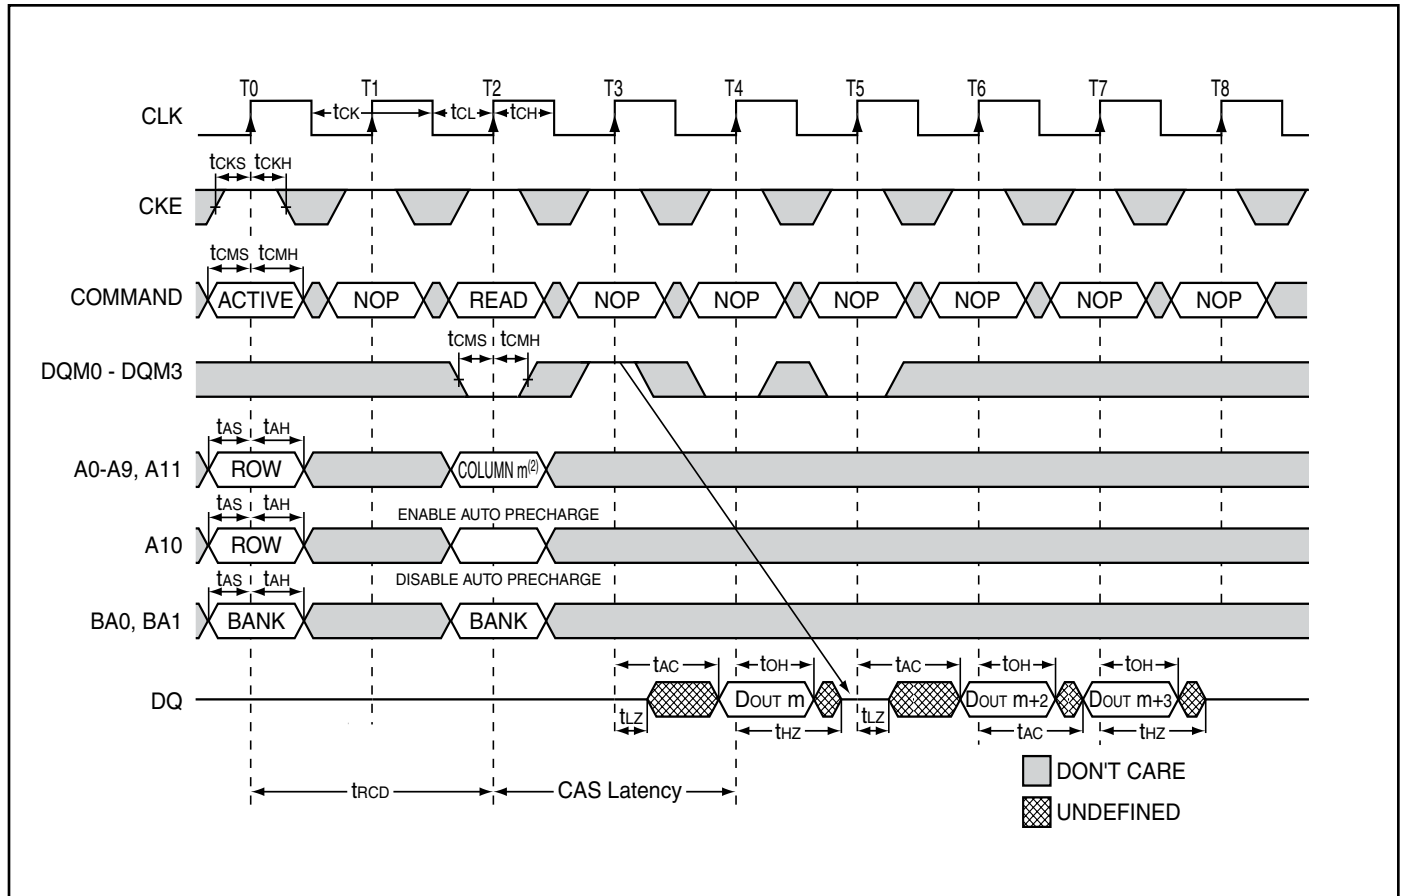 T0 T1 T2 T3 T4 T5 T6 T7 T8
CLK tCK tCL tCH
tCKS tCKH
CKE
tCMS tCMH
COMMAND ACTIVE NOP READ NOP NOP NOP NOP NOP NOP
tCMS tCMH
DQM0 - DQM3
tAS tAH
A0-A9, A11 ROW COLUMN m(2)
tAS tAH ENABLE AUTO PRECHARGE
A10 ROW
tAS tAH DISABLE AUTO PRECHARGE
BA0, BA1 BANK BANK
tAC tOH tAC tOH tOH
DQ DOUT m DOUT m+2 DOUT m+3
tLZ tHZ tLZ tAC tHZ
DON'T CARE
tRCD CAS Latency
UNDEFINED